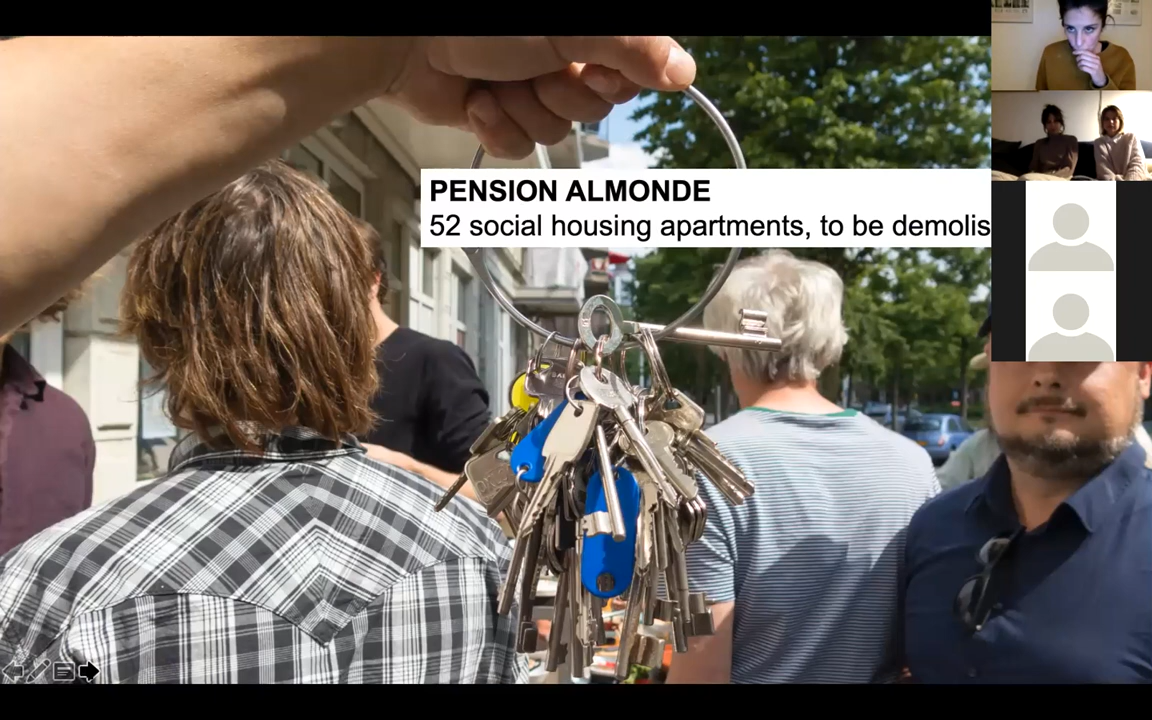 PENSION ALMONDE
52 social housing apartments, to be demolis